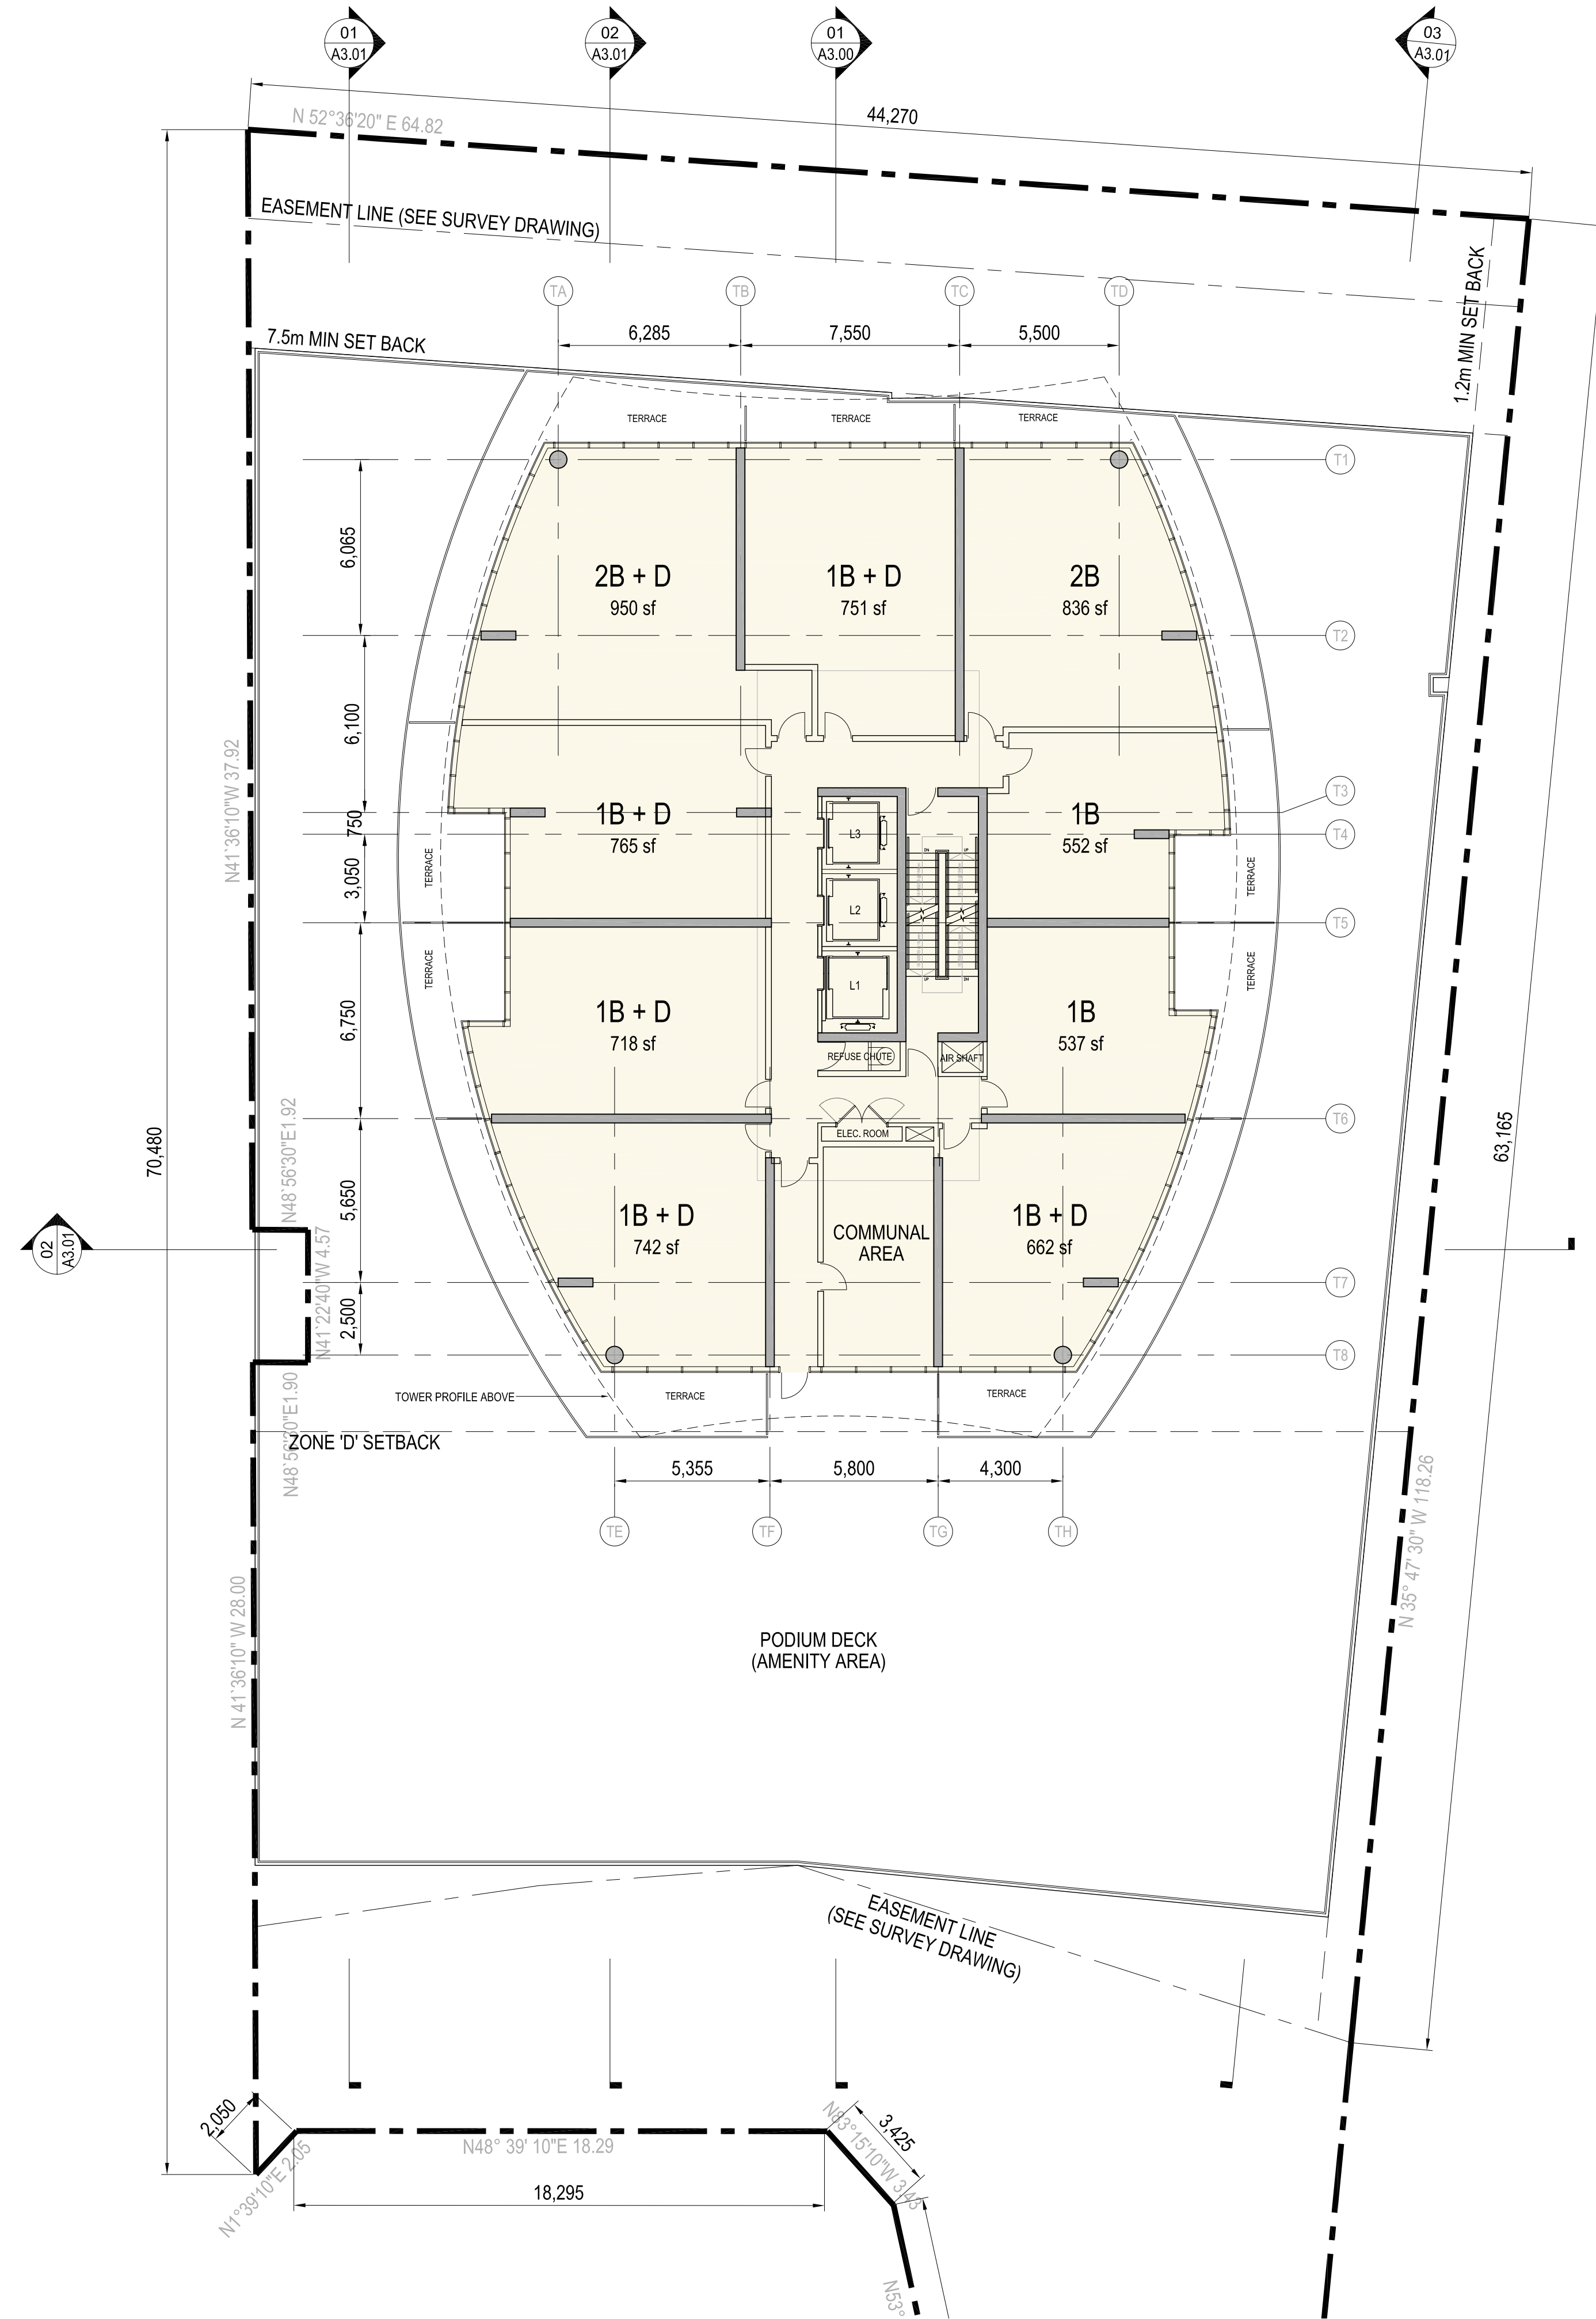 01
A3.01
02
A3.01
01
A3.00
03
A3.01
44,270
N 52°36'20" E 64.82
EASEMENT LINE (SEE SURVEY DRAWING)
1.2m MIN SET BACK
TA
TB
TC
TD
6,285
7,550
5,500
7.5m MIN SET BACK
TERRACE
TERRACE
TERRACE
T1
6,065
2B + D
950 sf
1B + D
751 sf
2B
836 sf
T2
6,100
N41°36'10"W 37.92
T3
750
1B + D
765 sf
L3
1B
552 sf
T4
3,050
TERRACE
TERRACE
L2
T5
TERRACE
TERRACE
6,750
1B + D
718 sf
L1
1B
537 sf
REFUSE CHUTE
AIR SHAFT
T6
ELEC. ROOM
70,480
63,165
N48°56'30"E1.92
5,650
1B + D
742 sf
COMMUNAL
AREA
1B + D
662 sf
02
A3.01
N41°22'40"W 4.57
T7
2,500
T8
TOWER PROFILE ABOVE
TERRACE
TERRACE
N48°56'30"E1.90
ZONE 'D' SETBACK
5,355
5,800
4,300
TE
TF
TG
TH
N 35° 47' 30" W 118.26
N 41°36'10" W 28.00
PODIUM DECK
(AMENITY AREA)
EASEMENT LINE
(SEE SURVEY DRAWING)
2,050
N1°39'10"E 2.05
N48° 39' 10"E 18.29
18,295
N83°15'10"W 3.43
3,425
N53°